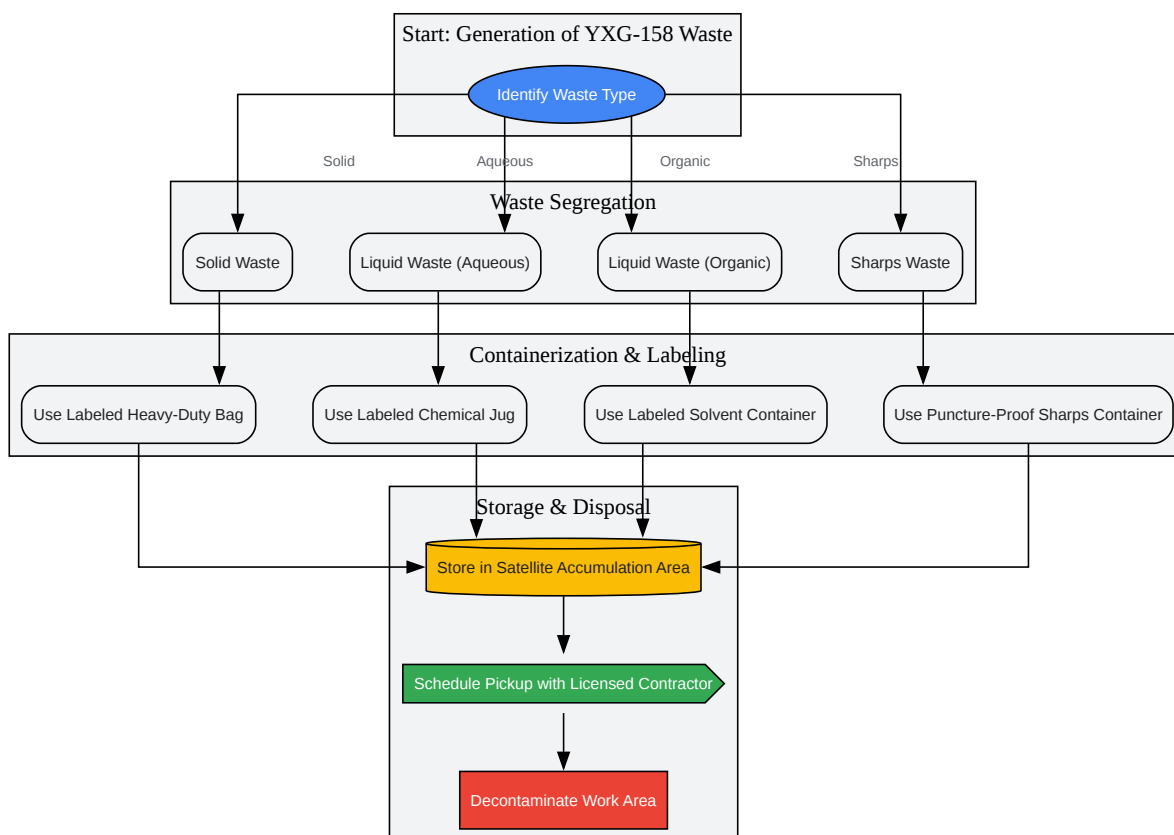 Start: Generation of YXG-158 Waste
Identify Waste Type
Solid
Aqueous
Organic
Sharps
Waste Segregation
Solid Waste
Liquid Waste (Aqueous)
Liquid Waste (Organic)
Sharps Waste
Containerization & Labeling
Use Labeled Heavy-Duty Bag
Use Labeled Chemical Jug
Use Labeled Solvent Container
Use Puncture-Proof Sharps Container
Storage & Disposal
Store in Satellite Accumulation Area
Schedule Pickup with Licensed Contractor
Decontaminate Work Area